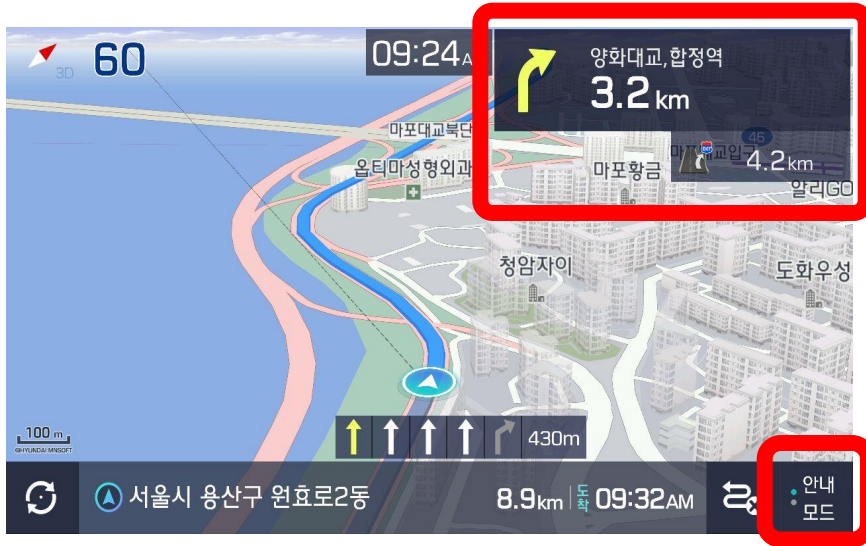 3D
60
09:24A
양화대교,합정역
3.2 km
45
4.2km
마포대교북단
옵티마성형외과
마포황금
알리GO
청암자이
도화우성
100 m
©HYUNDAI MNSOFT
430m
서울시 용산구 원효로2동
8.9km
도착
09:32AM
안내
모드